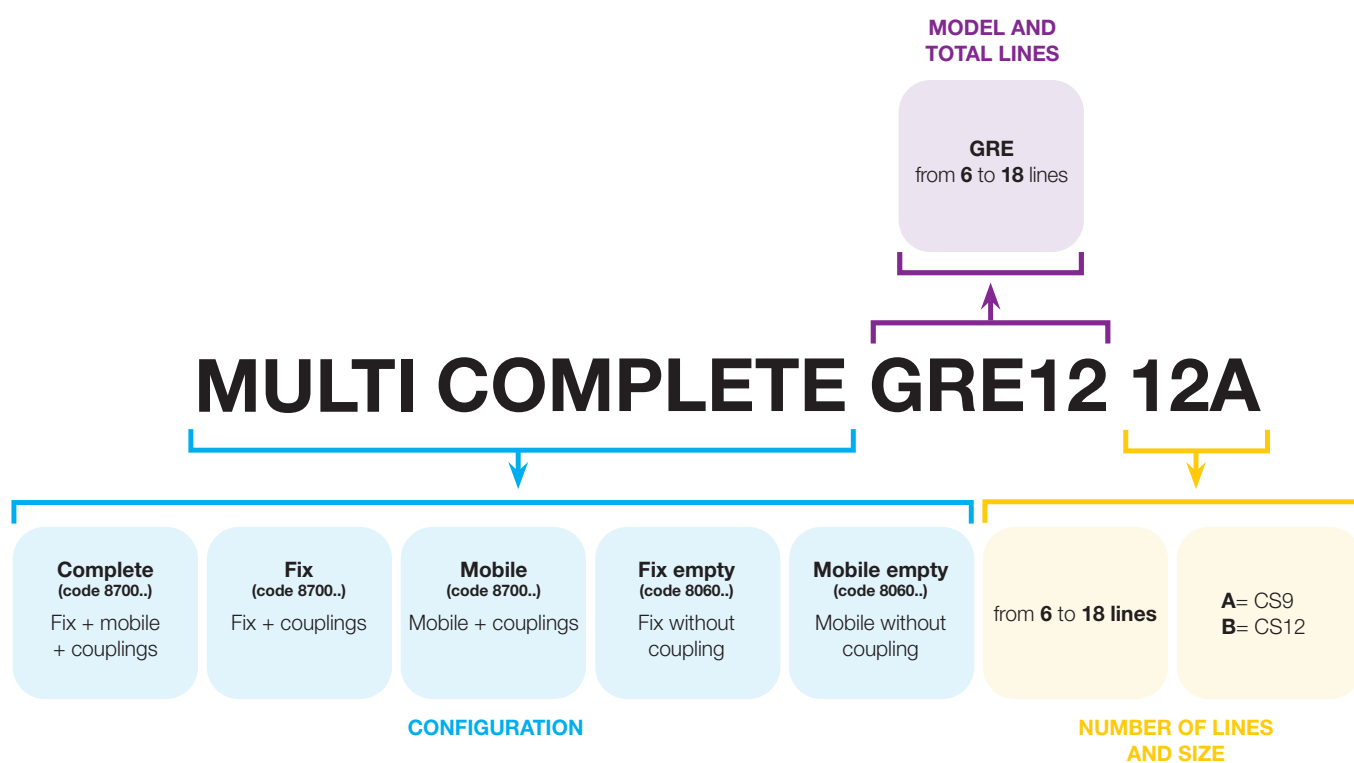 MODEL AND
TOTAL LINES
GRE
from 6 to 18 lines
MULTI COMPLETE GRE12 12A
Complete
(code 8700..)
Fix + mobile
+ couplings
Fix
(code 8700..)
Fix + couplings
Mobile
(code 8700..)
Mobile + couplings
Fix empty
(code 8060..)
Fix without
coupling
Mobile empty
(code 8060..)
Mobile without
coupling
from 6 to 18 lines
A= CS9
B= CS12
CONFIGURATION
NUMBER OF LINES
AND SIZE